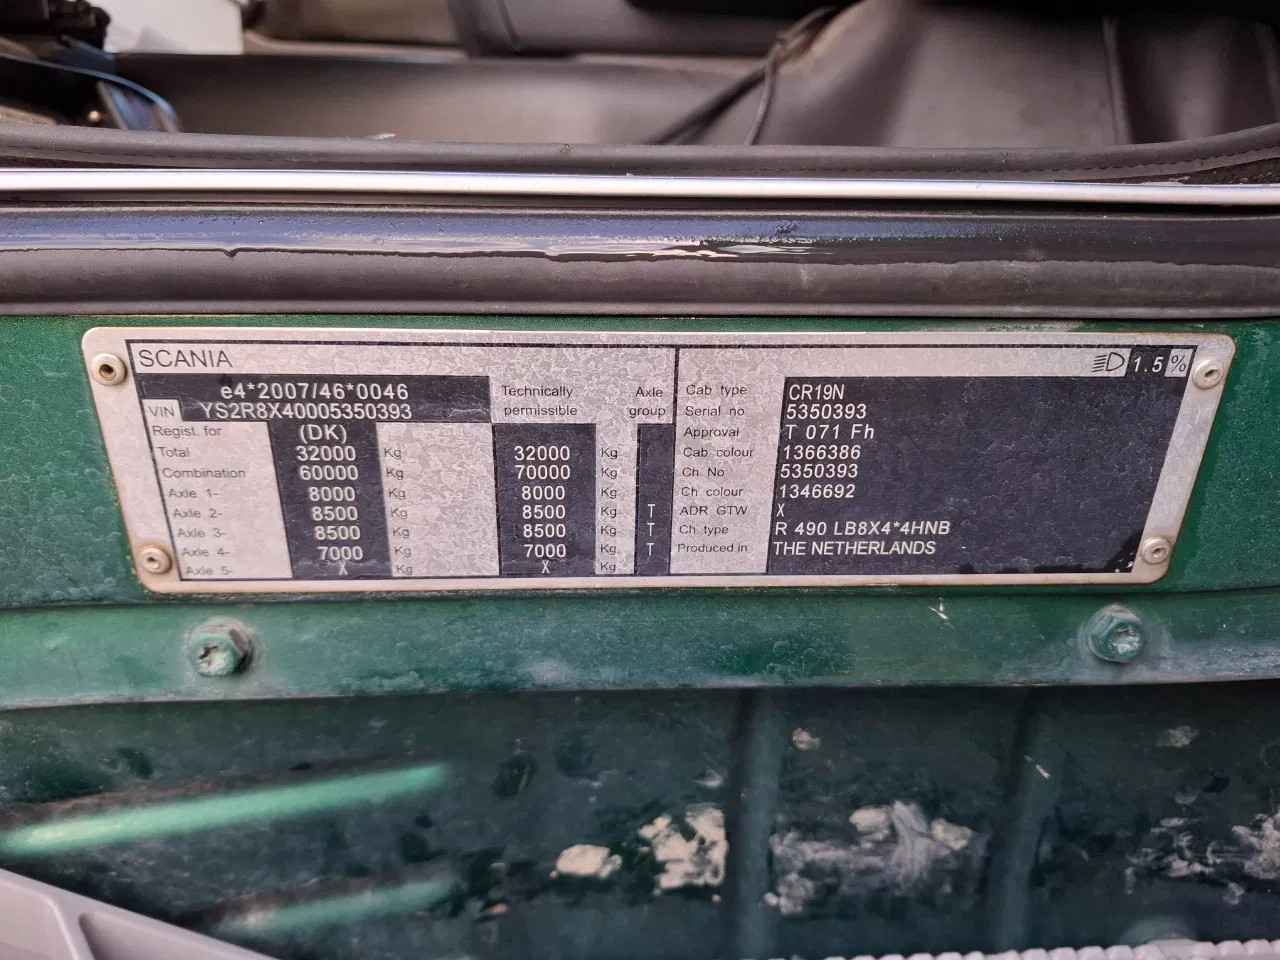 SCANIA 1.5 %
e4*2007/46*0046 Technically Axle Cab type CR19N
VIN YS2R8X40005350393 permissible group Serial no 5350393
Regist. for (DK) Approval T 071 Fh
Total 32000 Kg 32000 Kg Cab colour 1366386
Combination 60000 Kg 70000 Kg Ch No 5350393
Axle 1- 8000 Kg 8000 Kg Ch colour 1346692
Axle 2- 8500 Kg 8500 Kg T ADR GTW X
Axle 3- 8500 Kg 8500 Kg T Ch type R 490 LB8X4*4HNB
Axle 4- 7000 Kg 7000 Kg T Produced in THE NETHERLANDS
Axle 5- X Kg X Kg